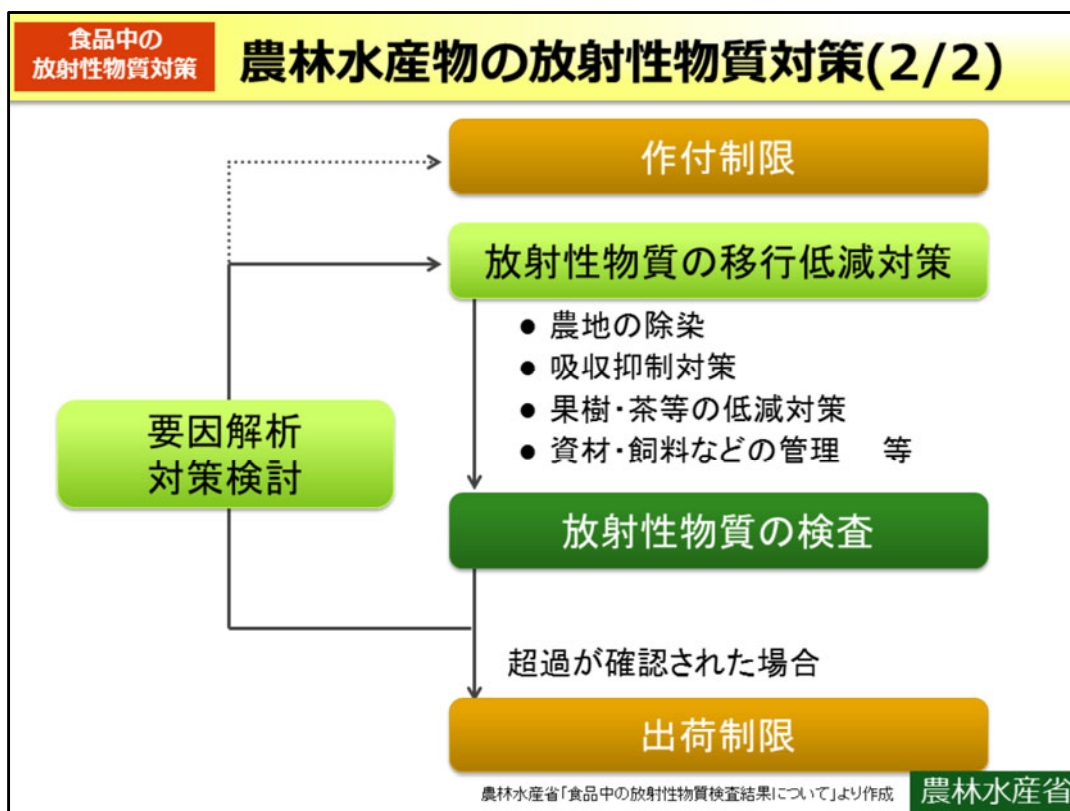 食品中の
放射性物質対策
農林水産物の放射性物質対策(2/2)
作付制限
放射性物質の移行低減対策
● 農地の除染
● 吸収抑制対策
● 果樹・茶等の低減対策
● 資材・飼料などの管理　等
要因解析
対策検討
放射性物質の検査
超過が確認された場合
出荷制限
農林水産省「食品中の放射性物質検査結果について」より作成
農林水産省